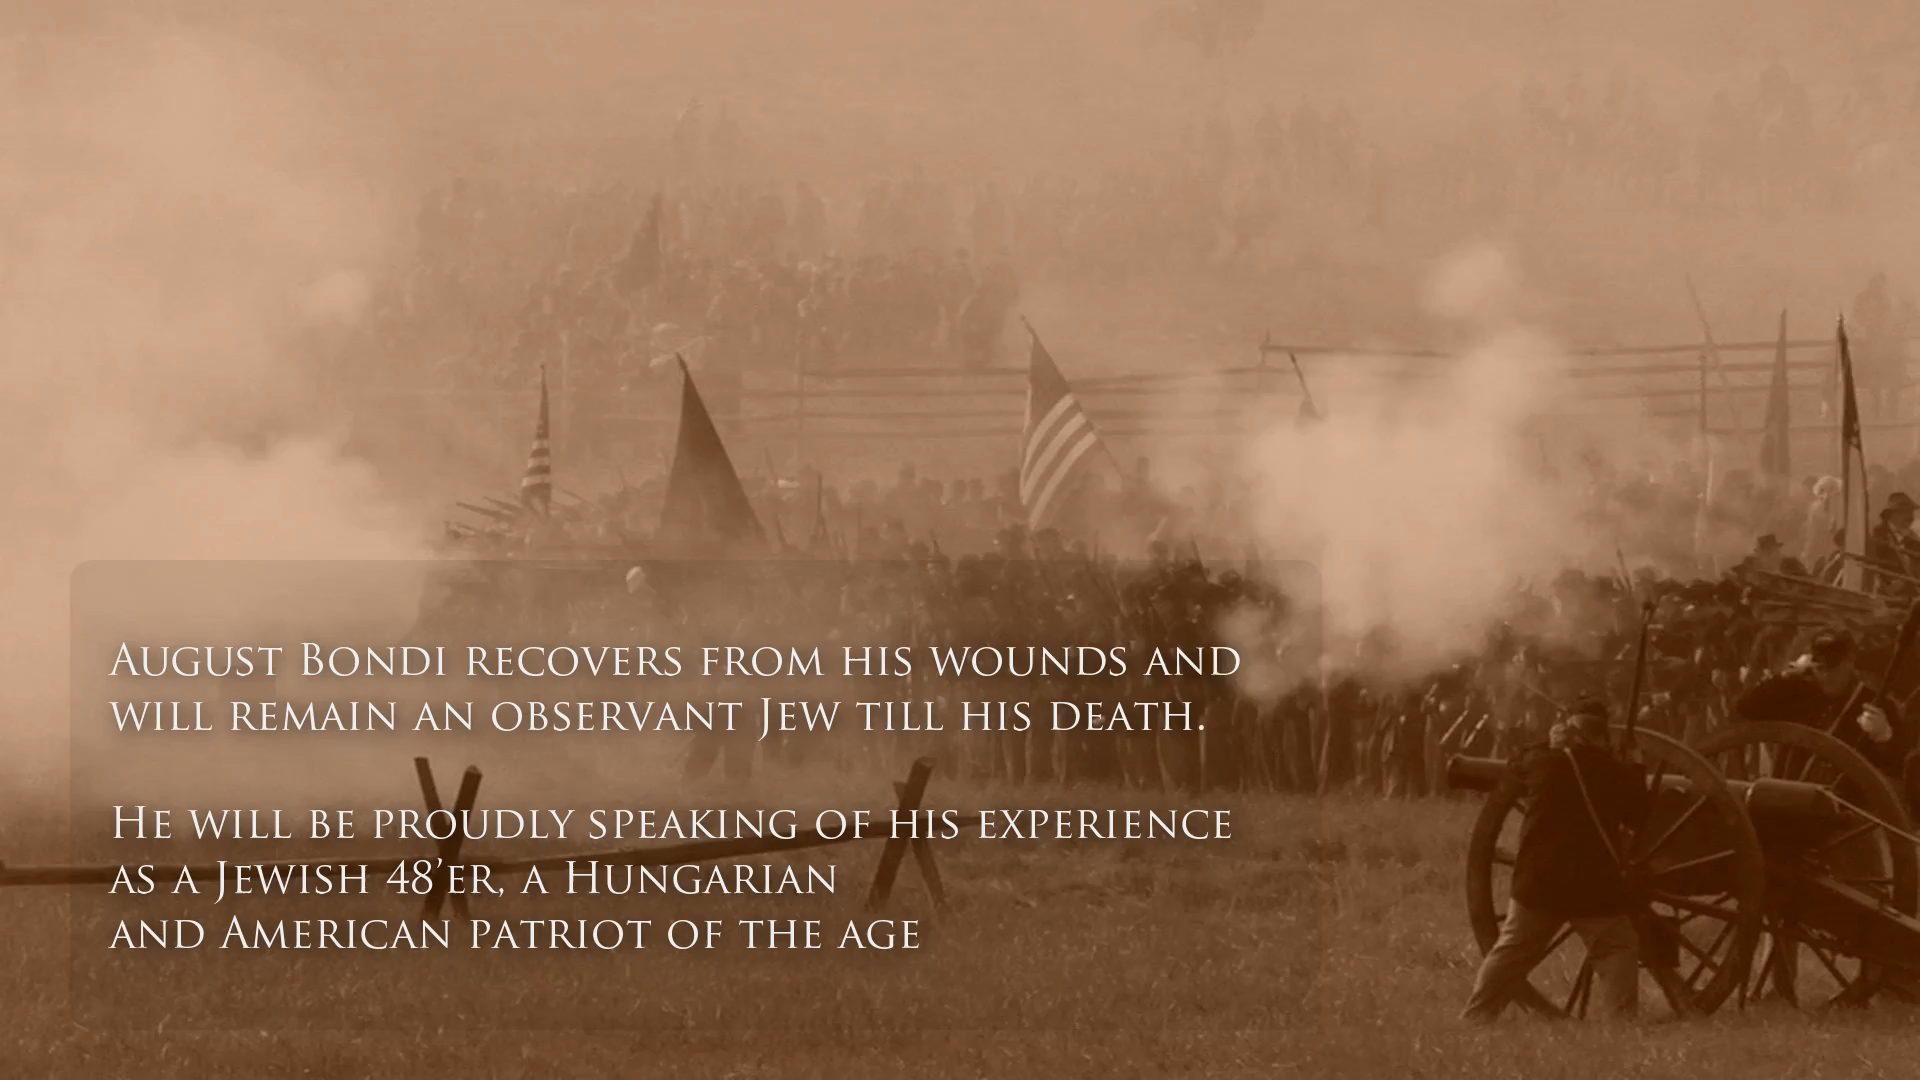 August Bondi recovers from his wounds and
will remain an observant Jew till his death.
He will be proudly speaking of his experience
as a Jewish 48’er, a Hungarian
and American patriot of the age